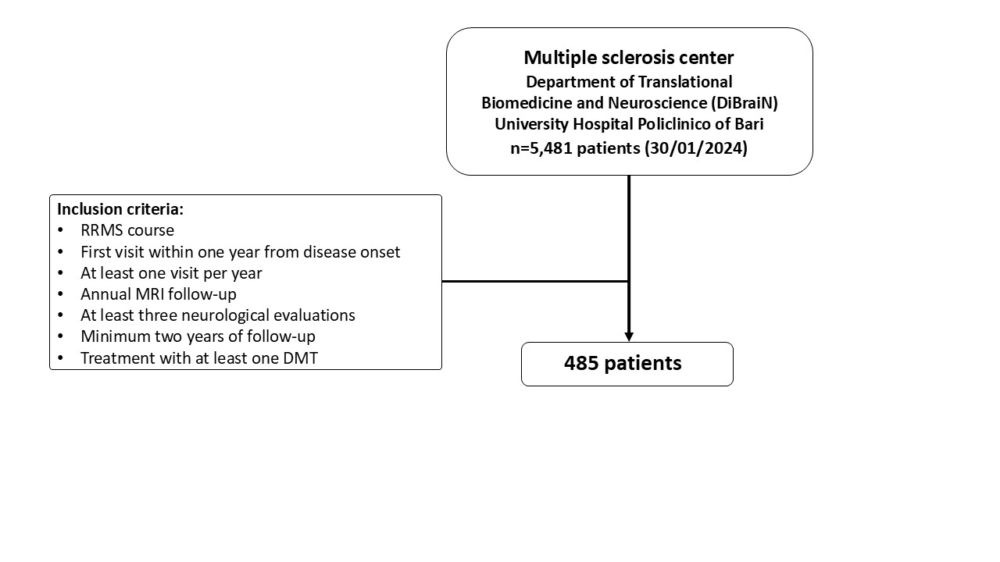 Multiple sclerosis center
Department of Translational
Biomedicine and Neuroscience (DiBraiN)
University Hospital Policlinico of Bari
n=5,481 patients (30/01/2024)
Inclusion criteria:
• RRMS course
• First visit within one year from disease onset
• At least one visit per year
• Annual MRI follow-up
• At least three neurological evaluations
• Minimum two years of follow-up
• Treatment with at least one DMT
485 patients